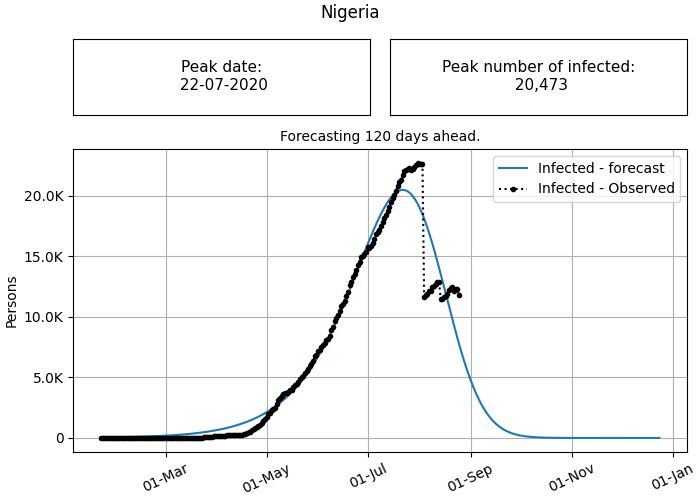 Nigeria
Peak date:
22-07-2020
Peak number of infected:
20,473
Forecasting 120 days ahead.
Infected - forecast
Infected - Observed
Persons
20.0K
15.0K
10.0K
5.0K
0
01-Mar
01-May
01-Jul
01-Sep
01-Nov
01-Jan